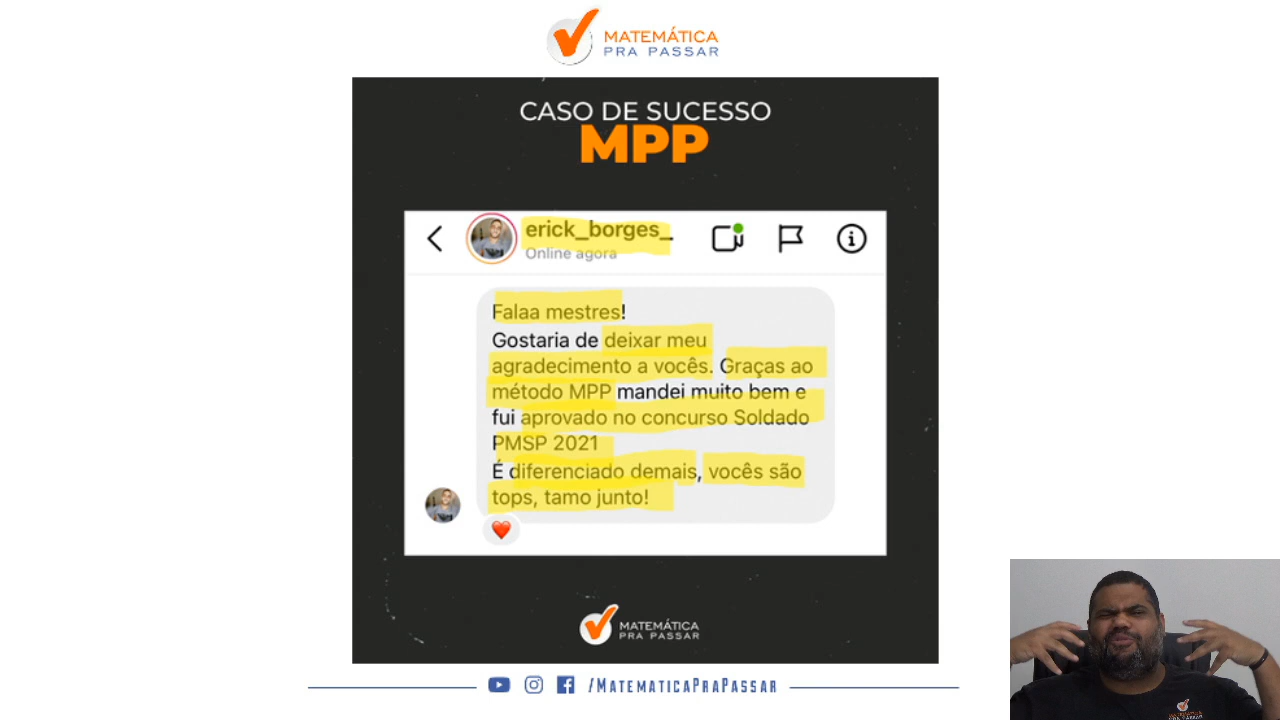 MATEMÁTICA
PRA PASSAR
CASO DE SUCESSO
MPP
erick_borges_
Online agora
Falaa mestres!
Gostaria de deixar meu
agradecimento a vocês. Graças ao
método MPP mandei muito bem e
fui aprovado no concurso Soldado
PMSP 2021
É diferenciado demais, vocês são
tops, tamo junto!
MATEMÁTICA
PRA PASSAR
/MATEMATICAPRAPASSAR